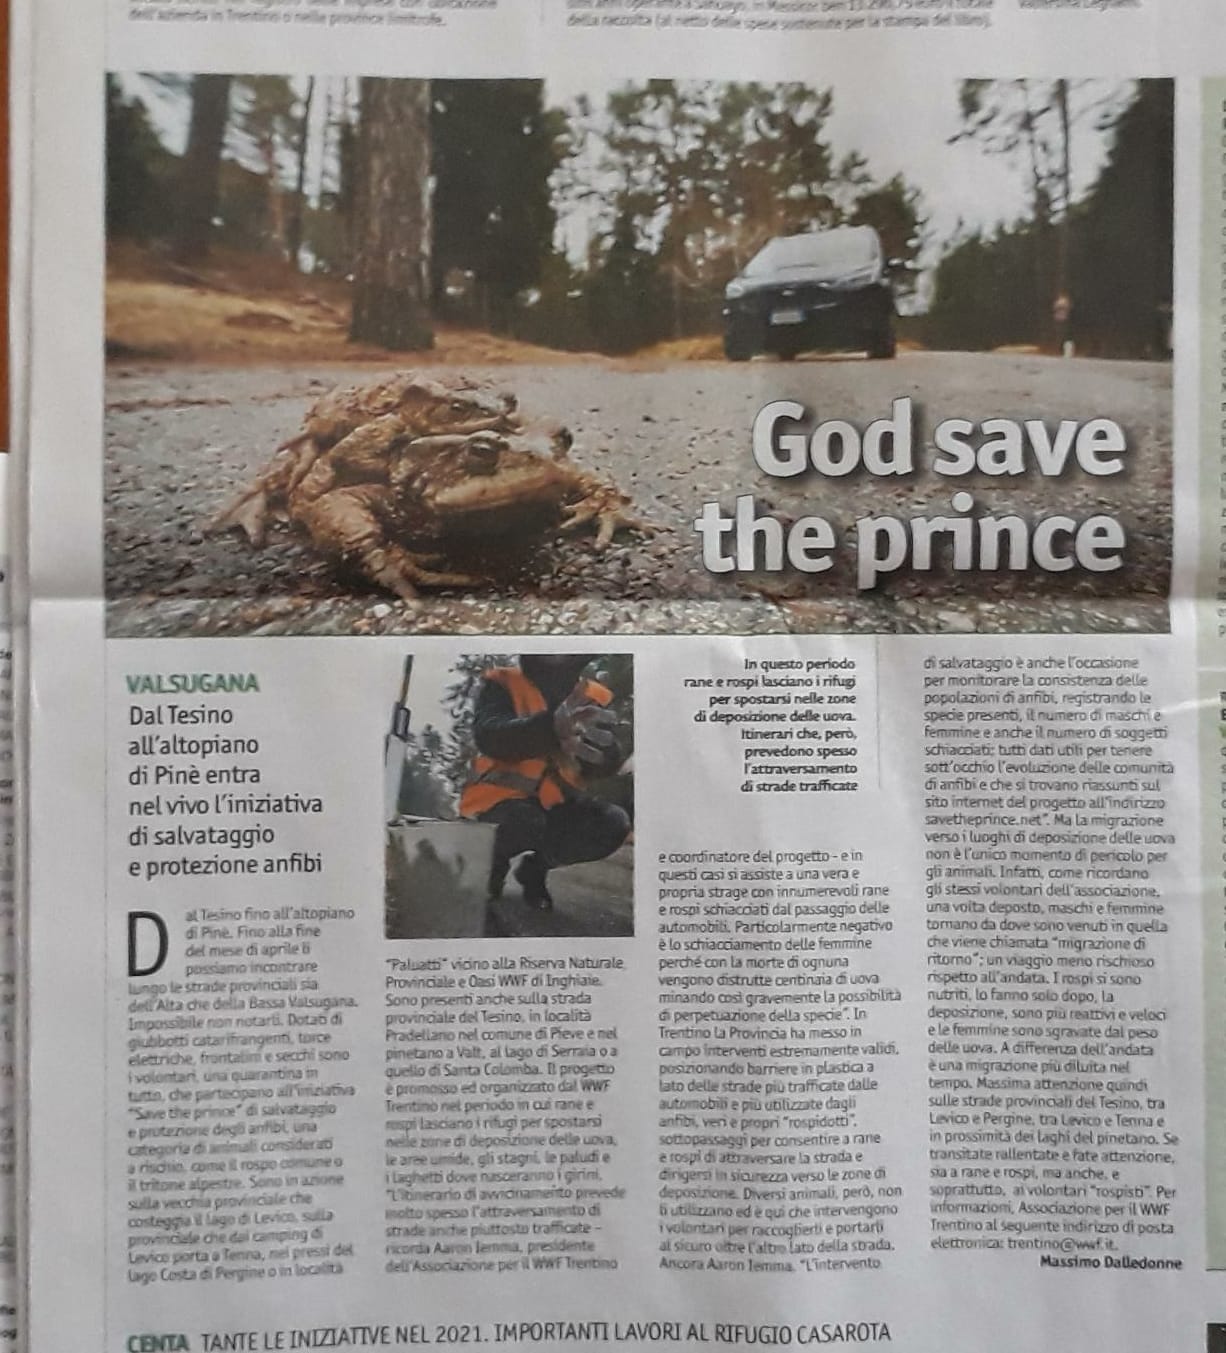 dell'azienda in Trentino o nelle province limitrofe.
della raccolta (al netto delle spese sostenute per la stampa del libro).
God save
the prince
VALSUGANA
Dal Tesino
all'altopiano
di Pinè entra
nel vivo l'iniziativa
di salvataggio
e protezione anfibi
Dal Tesino fino all'altopiano
di Pinè. Fino alla fine
del mese di aprile li
possiamo incontrare
lungo le strade provinciali sia
dell'Alta che della Bassa Valsugana.
Impossibile non notarli. Dotati di
giubbotti catarifrangenti, torce
elettriche, frontalini e secchi sono
i volontari, una quarantina in
tutto, che partecipano all'iniziativa
"Save the prince" di salvataggio
e protezione degli anfibi, una
categoria di animali considerati
a rischio, come il rospo comune o
il tritone alpestre. Sono in azione
sulla vecchia provinciale che
costeggia il lago di Levico, sulla
provinciale che dal camping di
Levico porta a Tenna, nei pressi del
lago Costa di Pergine o in località
"Paluatti" vicino alla Riserva Naturale
Provinciale e Oasi WWF di Inghiaie.
Sono presenti anche sulla strada
provinciale del Tesino, in località
Pradellano nel comune di Pieve e nel
pinetano a Valt, al lago di Serraia o a
quello di Santa Colomba. Il progetto
è promosso ed organizzato dal WWF
Trentino nel periodo in cui rane e
rospi lasciano i rifugi per spostarsi
nelle zone di deposizione delle uova,
le aree umide, gli stagni, le paludi e
i laghetti dove nasceranno i girini.
"L'itinerario di avvicinamento prevede
molto spesso l'attraversamento di
strade anche piuttosto trafficate –
ricorda Aaron Iemma, presidente
dell'Associazione per il WWF Trentino
In questo periodo
rane e rospi lasciano i rifugi
per spostarsi nelle zone
di deposizione delle uova.
Itinerari che, però,
prevedono spesso
l'attraversamento
di strade trafficate
e coordinatore del progetto - e in
questi casi si assiste a una vera e
propria strage con innumerevoli rane
e rospi schiacciati dal passaggio delle
automobili. Particolarmente negativo
è lo schiacciamento delle femmine
perché con la morte di ognuna
vengono distrutte centinaia di uova
minando così gravemente la possibilità
di perpetuazione della specie". In
Trentino la Provincia ha messo in
campo interventi estremamente validi,
posizionando barriere in plastica a
lato delle strade più trafficate dalle
automobili e più utilizzate dagli
anfibi, veri e propri "rospidotti",
sottopassaggi per consentire a rane
e rospi di attraversare la strada e
dirigersi in sicurezza verso le zone di
deposizione. Diversi animali, però, non
li utilizzano ed è qui che intervengono
i volontari per raccoglierli e portarli
al sicuro oltre l'altro lato della strada.
Ancora Aaron Iemma. "L'intervento
di salvataggio è anche l'occasione
per monitorare la consistenza delle
popolazioni di anfibi, registrando le
specie presenti, il numero di maschi e
femmine e anche il numero di soggetti
schiacciati; tutti dati utili per tenere
sott'occhio l'evoluzione delle comunità
di anfibi e che si trovano riassunti sul
sito internet del progetto all'indirizzo
savetheprince.net". Ma la migrazione
verso i luoghi di deposizione delle uova
non è l'unico momento di pericolo per
gli animali. Infatti, come ricordano
gli stessi volontari dell'associazione,
una volta deposto, maschi e femmine
tornano da dove sono venuti in quella
che viene chiamata "migrazione di
ritorno": un viaggio meno rischioso
rispetto all'andata. I rospi si sono
nutriti, lo fanno solo dopo, la
deposizione, sono più reattivi e veloci
e le femmine sono sgravate dal peso
delle uova. A differenza dell'andata
è una migrazione più diluita nel
tempo. Massima attenzione quindi
sulle strade provinciali del Tesino, tra
Levico e Pergine, tra Levico e Tenna e
in prossimità dei laghi del pinetano. Se
transitate rallentate e fate attenzione,
sia a rane e rospi, ma anche, e
soprattutto, ai volontari "rospisti". Per
informazioni, Associazione per il WWF
Trentino al seguente indirizzo di posta
elettronica: trentino@wwf.it.
Massimo Dalledonne
CENTA TANTE LE INIZIATIVE NEL 2021. IMPORTANTI LAVORI AL RIFUGIO CASAROTA